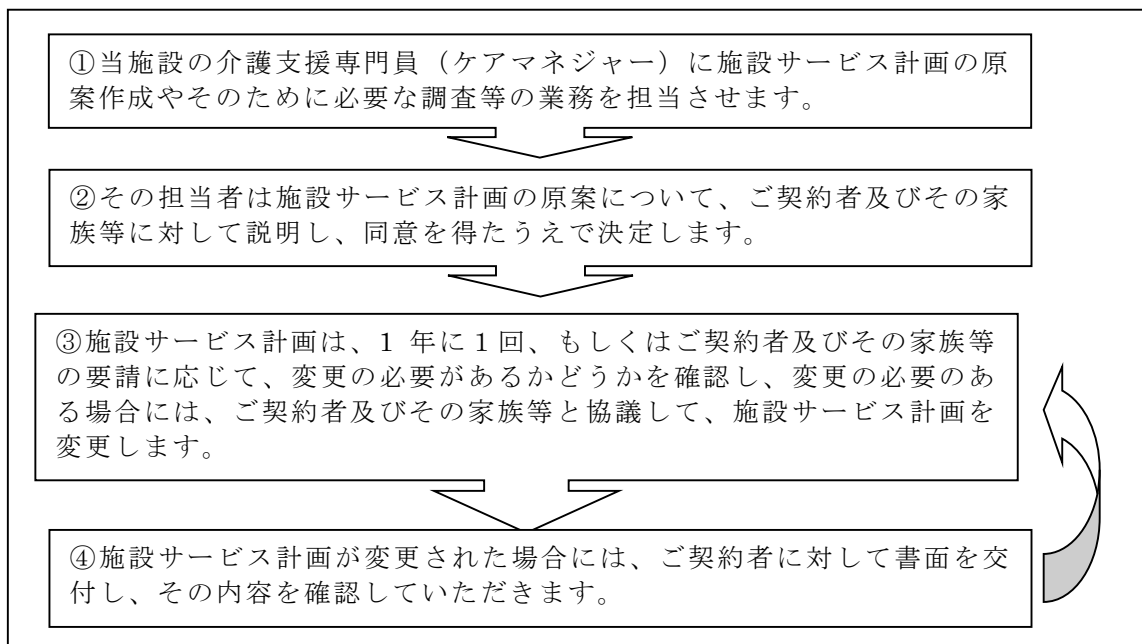 ①当施設の介護支援専門員（ケアマネジャー）に施設サービス計画の原
案作成やそのために必要な調査等の業務を担当させます。
②その担当者は施設サービス計画の原案について、ご契約者及びその家
族等に対して説明し、同意を得たうえで決定します。
③施設サービス計画は、1 年に１回、もしくはご契約者及びその家族等
の要請に応じて、変更の必要があるかどうかを確認し、変更の必要のあ
る場合には、ご契約者及びその家族等と協議して、施設サービス計画を
変更します。
④施設サービス計画が変更された場合には、ご契約者に対して書面を交
付し、その内容を確認していただきます。